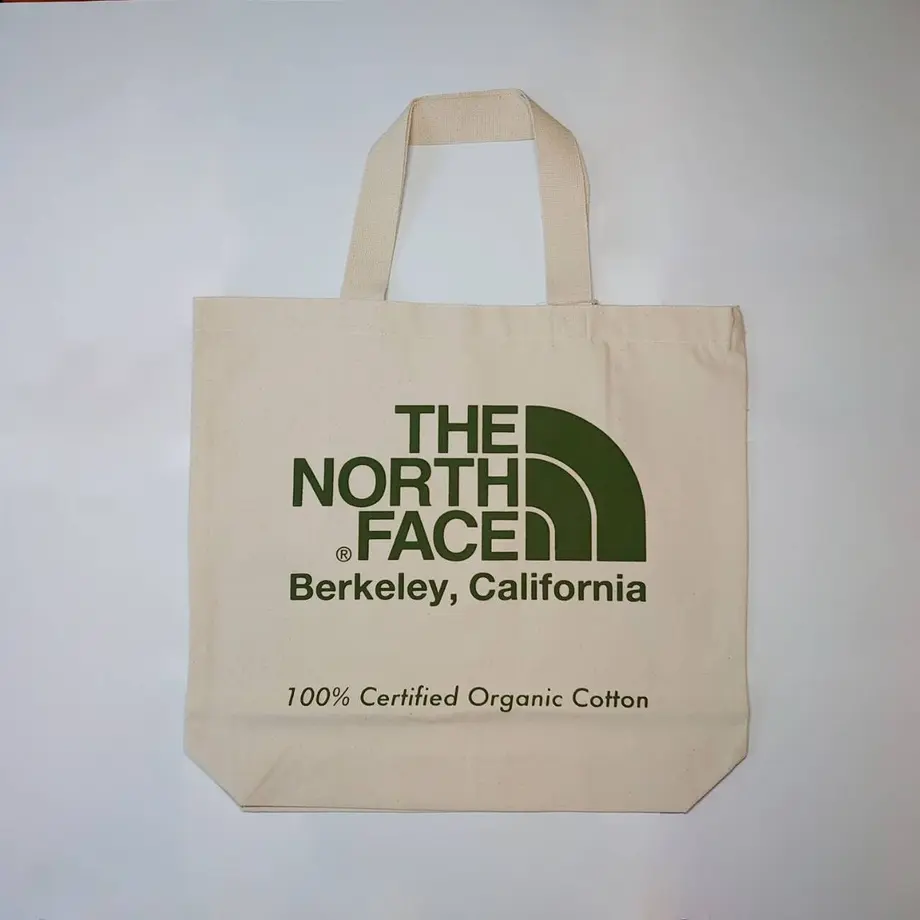 THE
NORTH
® FACE
Berkeley, California
100% Certified Organic Cotton